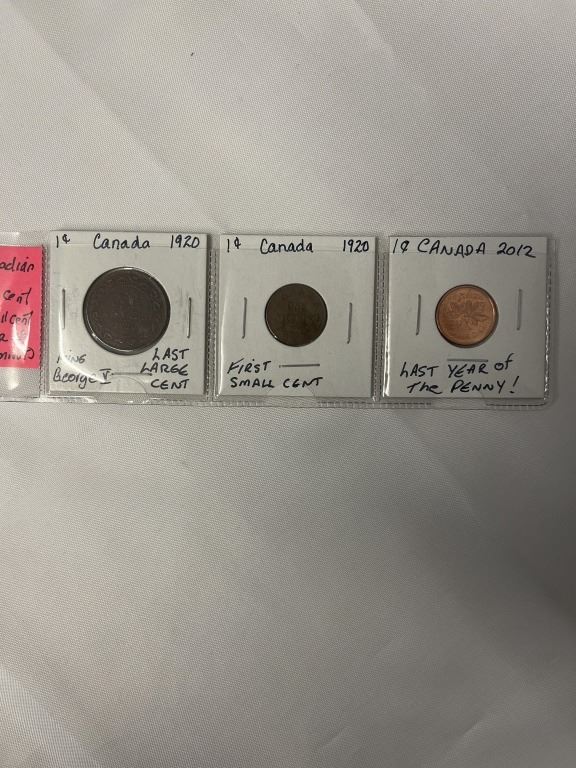 cent
1¢ Canada 1920
King
George V
LAST
LARGE
CENT
1¢ Canada 1920
FIRST
SMALL CENT
1¢ CANADA 2012
LAST YEAR of
The PENNY!